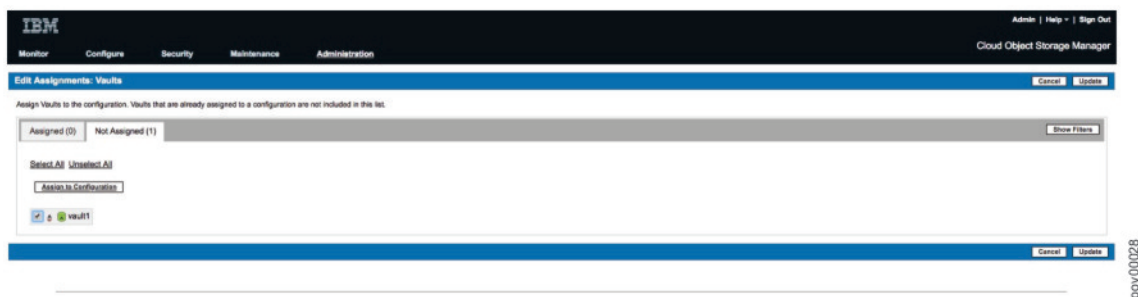 IBM
Admin | Help | Sign Out
Monitor Configure Security Maintenance Administration
Cloud Object Storage Manager
Edit Assignments: Vaults Cancel Update
Assign Vaults to the configuration. Vaults that are already assigned to a configuration are not included in this list.
Assigned (0) Not Assigned (1) Show Filters
Select All Unselect All
Assign to Configuration
vault1
Cancel Update